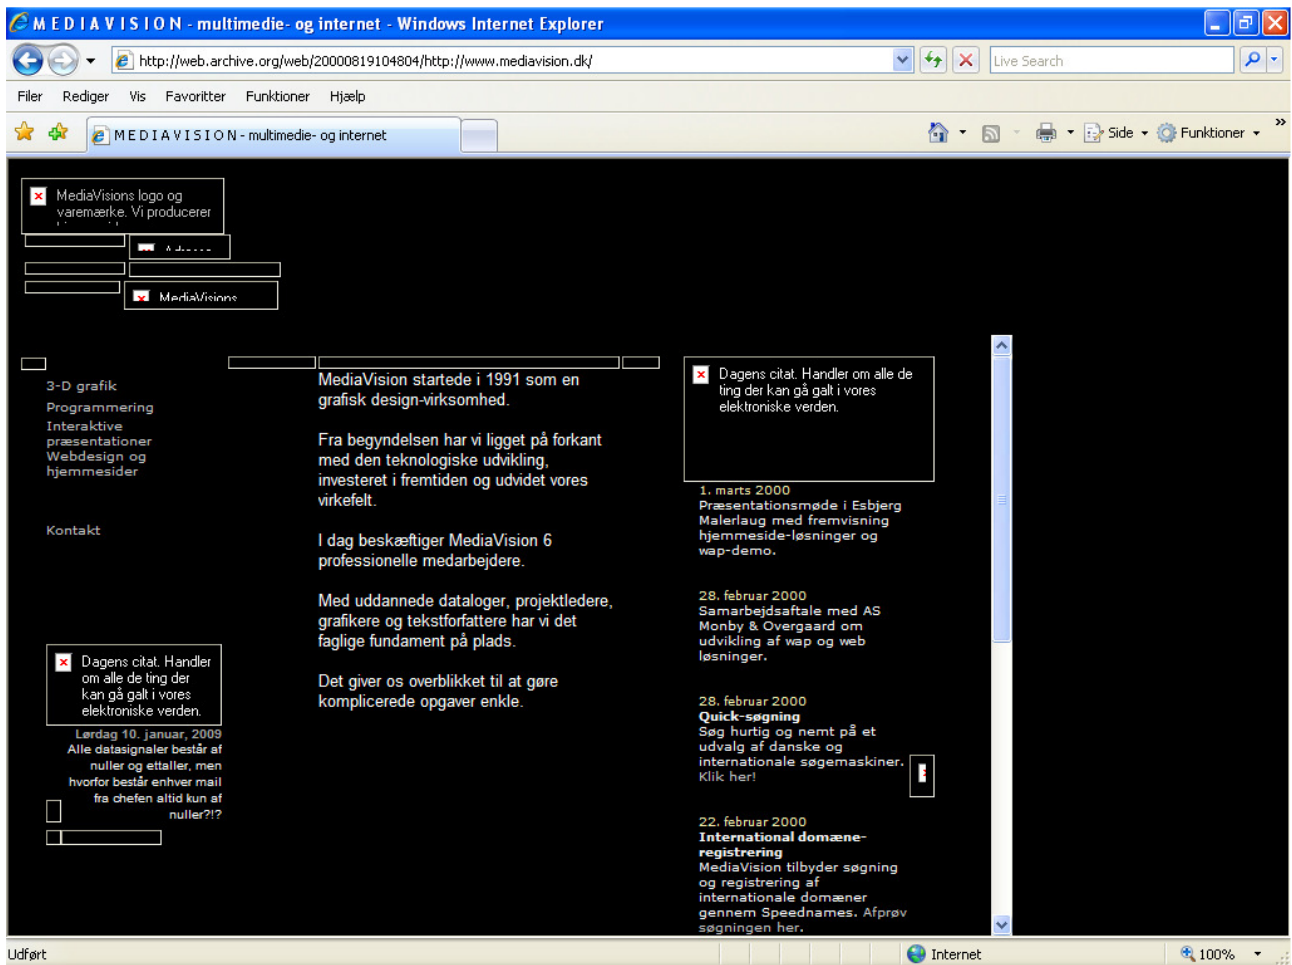 M E D I A V I S I O N - multimedie- og internet - Windows Internet Explorer
http://web.archive.org/web/20000819104804/http://www.mediavision.dk/
Live Search
Filer Rediger Vis Favoritter Funktioner Hjælp
M E D I A V I S I O N - multimedie- og internet
Side Funktioner »
MediaVisions logo og
varemærke. Vi producerer
MediaVisions
3-D grafik
Programmering
Interaktive
præsentationer
Webdesign og
hjemmesider
Kontakt
Dagens citat. Handler
om alle de ting der
kan gå galt i vores
elektroniske verden.
Lørdag 10. januar, 2009
Alle datasignaler består af
nuller og ettaller, men
hvorfor består enhver mail
fra chefen altid kun af
nuller?!?
MediaVision startede i 1991 som en
grafisk design-virksomhed.
Fra begyndelsen har vi ligget på forkant
med den teknologiske udvikling,
investeret i fremtiden og udvidet vores
virkefelt.
I dag beskæftiger MediaVision 6
professionelle medarbejdere.
Med uddannede dataloger, projektledere,
grafikere og tekstforfattere har vi det
faglige fundament på plads.
Det giver os overblikket til at gøre
komplicerede opgaver enkle.
Dagens citat. Handler om alle de
ting der kan gå galt i vores
elektroniske verden.
1. marts 2000
Præsentationsmøde i Esbjerg
Malerlaug med fremvisning
hjemmeside-løsninger og
wap-demo.
28. februar 2000
Samarbejdsaftale med AS
Monby & Overgaard om
udvikling af wap og web
løsninger.
28. februar 2000
Quick-søgning
Søg hurtig og nemt på et
udvalg af danske og
internationale søgemaskiner.
Klik her!
22. februar 2000
International domæne-
registrering
MediaVision tilbyder søgning
og registrering af
internationale domæner
gennem Speednames. Afprøv
søgningen her.
Udført
Internet
100%